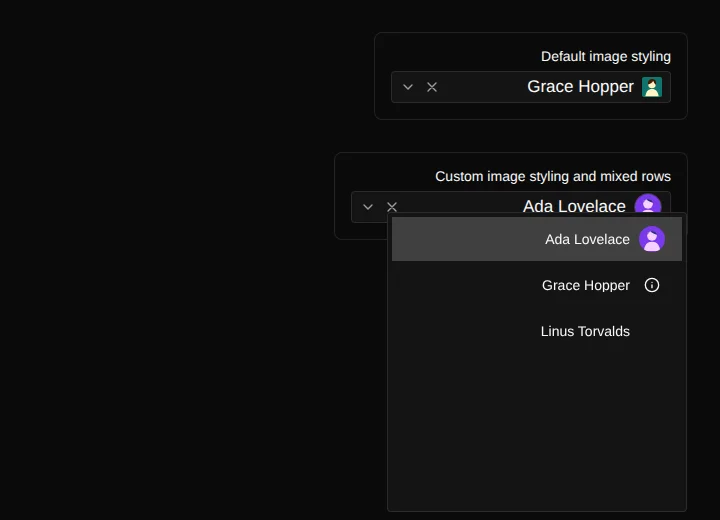 Default image styling
Grace Hopper
Custom image styling and mixed rows
Ada Lovelace
Ada Lovelace
Grace Hopper
Linus Torvalds